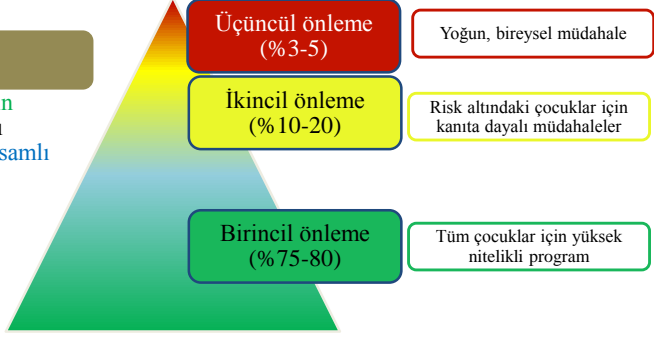 Üçüncül önleme
(%3-5)
Yoğun, bireysel müdahale
İkincil önleme
(%10-20)
Risk altındaki çocuklar için
kanıta dayalı müdahaleler
Birincil önleme
(%75-80)
Tüm çocuklar için yüksek
nitelikli program